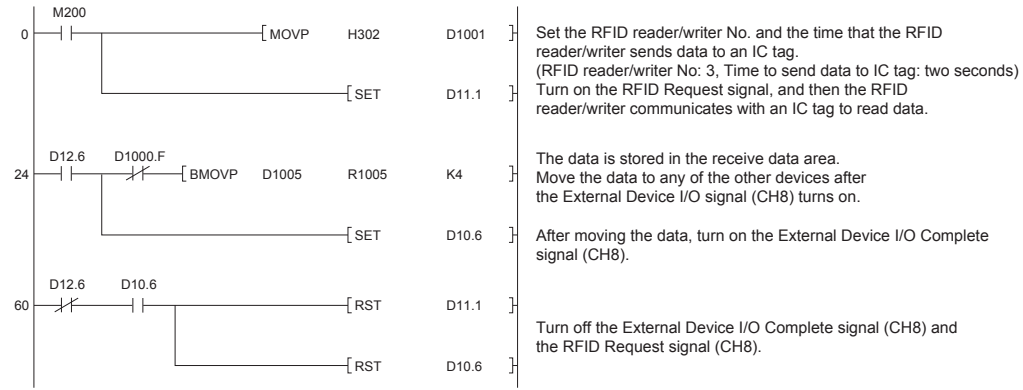 M200
0 MOVP H302 D1001
Set the RFID reader/writer No. and the time that the RFID
reader/writer sends data to an IC tag.
(RFID reader/writer No: 3, Time to send data to IC tag: two seconds)
SET D11.1
Turn on the RFID Request signal, and then the RFID
reader/writer communicates with an IC tag to read data.
D12.6 D1000.F
24 BMOVP D1005 R1005 K4
The data is stored in the receive data area.
Move the data to any of the other devices after
the External Device I/O signal (CH8) turns on.
SET D10.6
After moving the data, turn on the External Device I/O Complete
signal (CH8).
D12.6 D10.6
60 RST D11.1
Turn off the External Device I/O Complete signal (CH8) and
the RFID Request signal (CH8).
RST D10.6